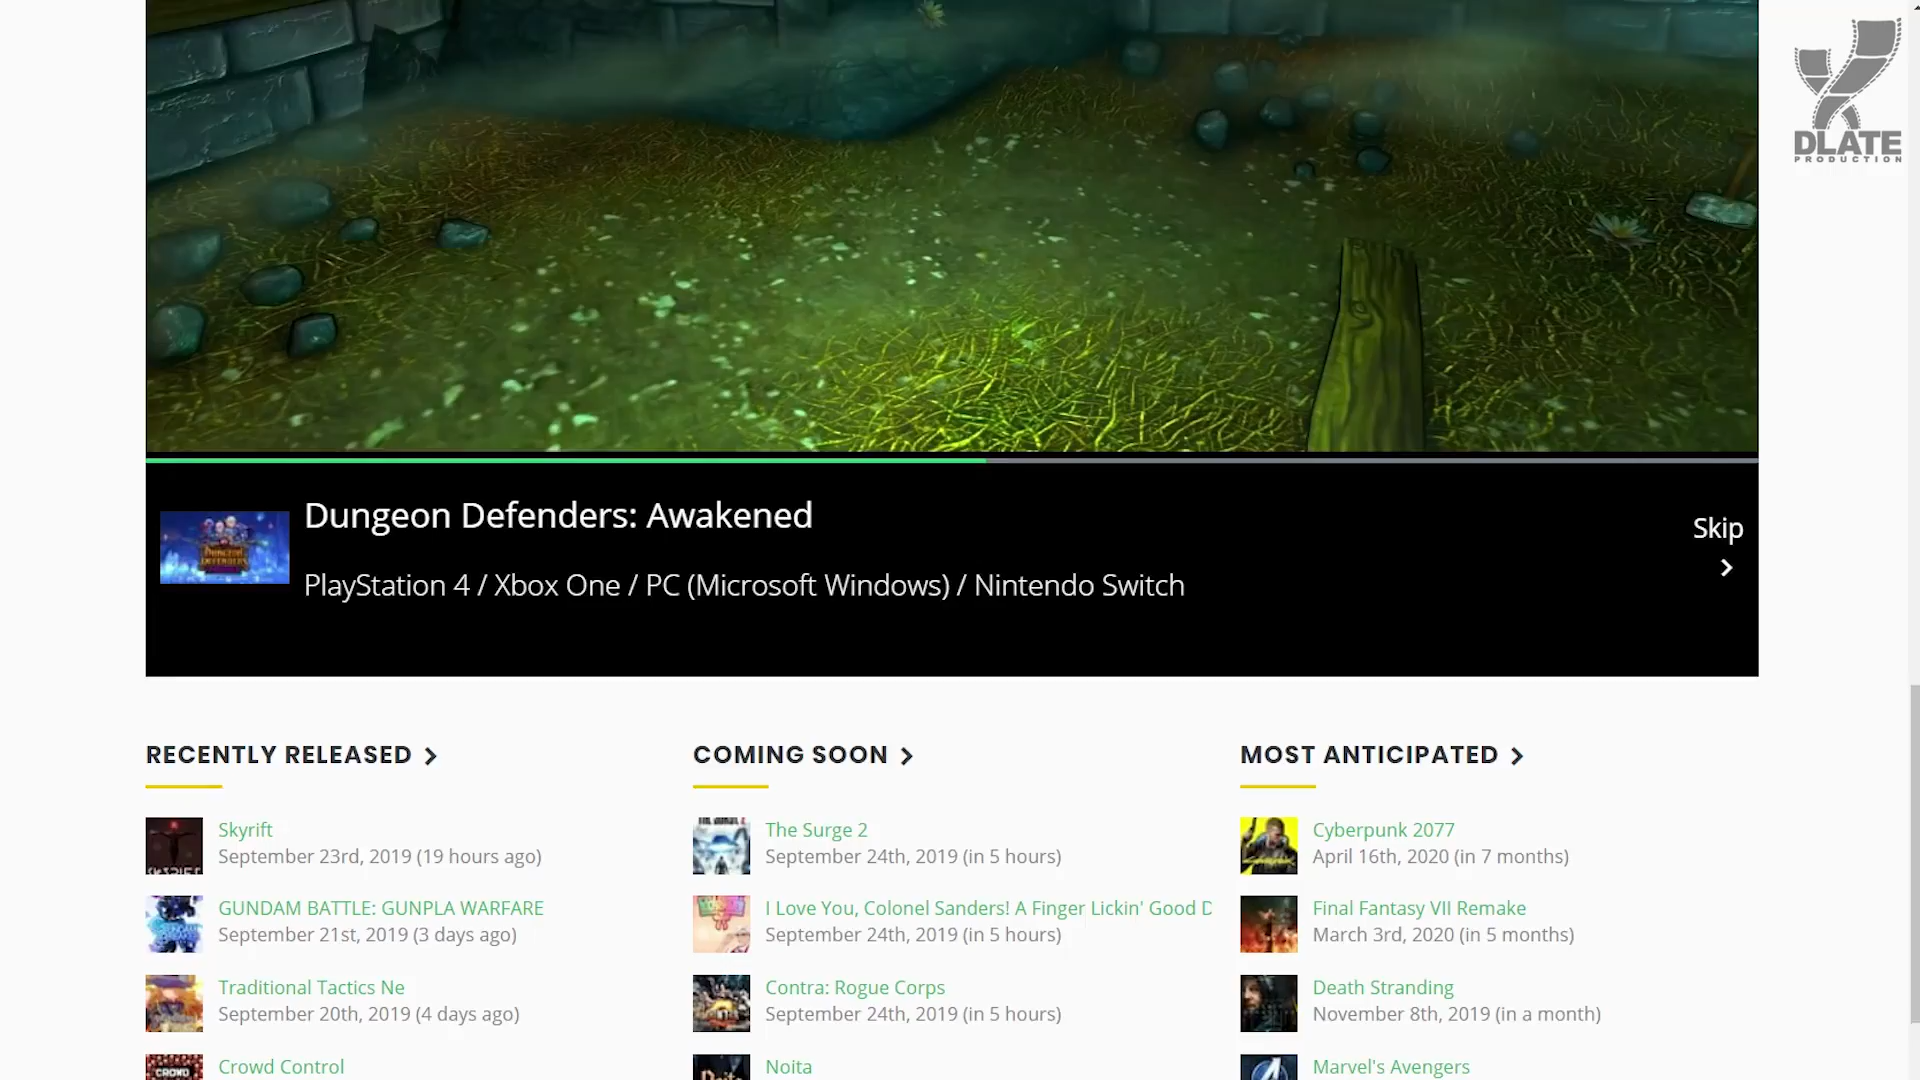 DLATE
PRODUCTION
Dungeon Defenders: Awakened
PlayStation 4 / Xbox One / PC (Microsoft Windows) / Nintendo Switch
Skip
RECENTLY RELEASED
Skyrift
September 23rd, 2019 (19 hours ago)
GUNDAM BATTLE: GUNPLA WARFARE
September 21st, 2019 (3 days ago)
Traditional Tactics Ne
September 20th, 2019 (4 days ago)
Crowd Control
COMING SOON
The Surge 2
September 24th, 2019 (in 5 hours)
I Love You, Colonel Sanders! A Finger Lickin' Good D
September 24th, 2019 (in 5 hours)
Contra: Rogue Corps
September 24th, 2019 (in 5 hours)
Noita
MOST ANTICIPATED
Cyberpunk 2077
April 16th, 2020 (in 7 months)
Final Fantasy VII Remake
March 3rd, 2020 (in 5 months)
Death Stranding
November 8th, 2019 (in a month)
Marvel's Avengers